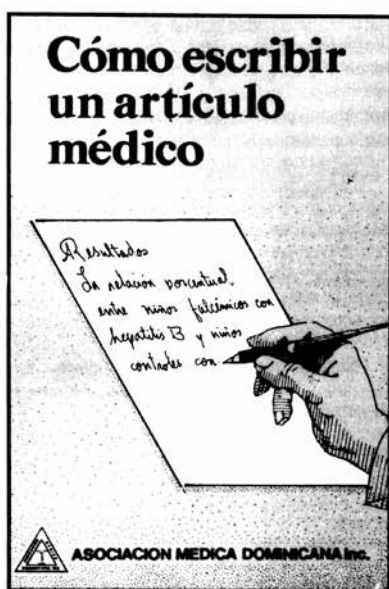 Cómo escribir
un artículo
médico
Resultados
La relación porcentual
entre niños falcémicos con
hepatitis B y niños
controles con
ASOCIACION MEDICA DOMINICANA Inc.